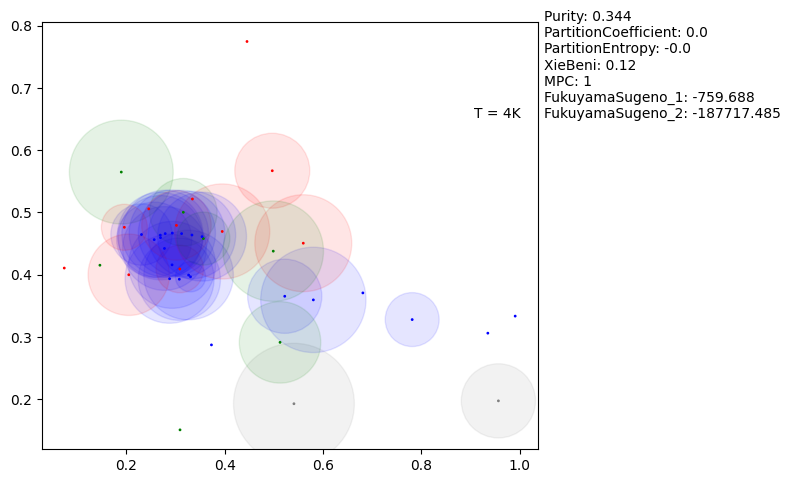 Purity: 0.344
PartitionCoefficient: 0.0
PartitionEntropy: -0.0
XieBeni: 0.12
MPC: 1
FukuyamaSugeno_1: -759.688
FukuyamaSugeno_2: -187717.485
T = 4K
0.8
0.7
0.6
0.5
0.4
0.3
0.2
0.2 0.4 0.6 0.8 1.0